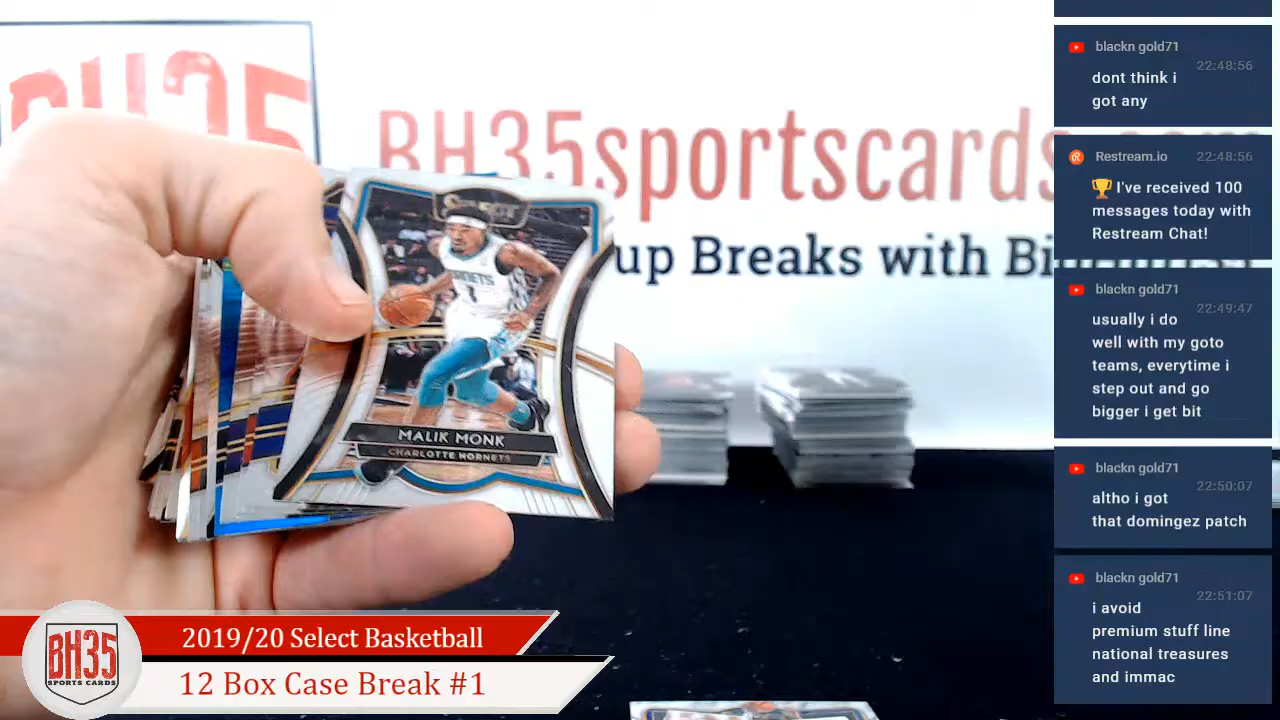 BH35
BH35sportscards.com
up Breaks with Bi
SELECT
HORNETS
1
MALIK MONK
CHARLOTTE HORNETS
BH35
SPORTS CARDS
2019/20 Select Basketball
12 Box Case Break #1
blackn gold71
22:48:56
dont think i
got any
Restream.io 22:48:56
🏆 I've received 100
messages today with
Restream Chat!
blackn gold71
22:49:47
usually i do
well with my goto
teams, everytime i
step out and go
bigger i get bit
blackn gold71
22:50:07
altho i got
that domingez patch
blackn gold71
22:51:07
i avoid
premium stuff line
national treasures
and immac